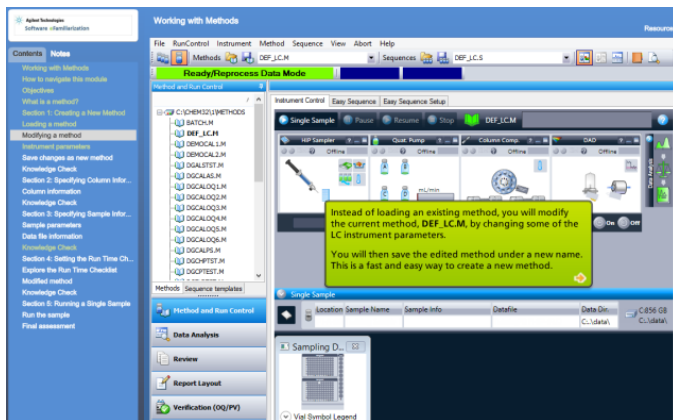 Agilent Technologies
Software eFamiliarization
Working with Methods
Resource
Contents Notes
Working with Methods
How to navigate this module
Objectives
What is a method?
Section 1: Creating a New Method
Loading a method
Modifying a method
Instrument parameters
Save changes as new method
Knowledge Check
Section 2: Specifying Column Infor...
Column information
Knowledge Check
Section 3: Specifying Sample Infor...
Sample parameters
Data file information
Knowledge Check
Section 4: Setting the Run Time Ch...
Explore the Run Time Checklist
Modified method
Knowledge Check
Section 5: Running a Single Sample
Run the sample
Final assessment
File RunControl Instrument Method Sequence View Abort Help
Methods DEF_LC.M Sequences DEF_LC.S
Ready/Reprocess Data Mode
Method and Run Control
C:\CHEM32\1\METHODS
BATCH.M
DEF_LC.M
DEMOCAL1.M
DEMOCAL2.M
DGALSTST.M
DGCALAS.M
DGCALOQ1.M
DGCALOQ2.M
DGCALOQ3.M
DGCALOQ4.M
DGCALOQ5.M
DGCALOQ6.M
DGCALPS.M
DGCHPTST.M
DGCPTEST.M
Methods Sequence templates
Method and Run Control
Data Analysis
Review
Report Layout
Verification (OQ/PV)
Instrument Control Easy Sequence Easy Sequence Setup
Single Sample Pause Resume Stop DEF_LC.M
HiP Sampler Quat. Pump Column Comp. DAD
Offline Offline Offline Offline
mL/min
Data Analysis
On Off
Instead of loading an existing method, you will modify
the current method, DEF_LC.M, by changing some of the
LC instrument parameters.
You will then save the edited method under a new name.
This is a fast and easy way to create a new method.
Single Sample
Location Sample Name Sample Info Datafile Data Dir.
C:\data\
C:856 GB
C:\data\
Sampling D...
Vial Symbol Legend